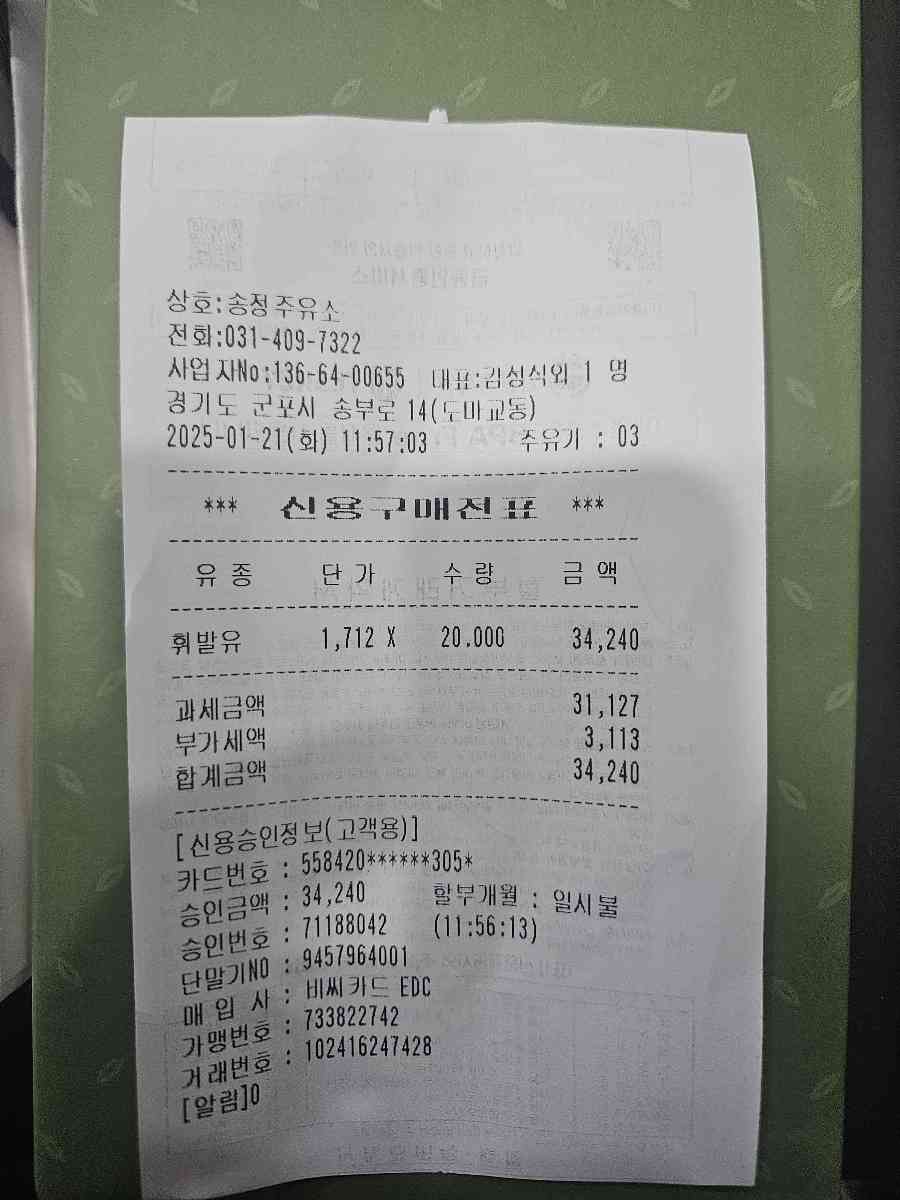 상호:송정주유소
전화:031-409-7322
사업자No:136-64-00655 대표:김성식외 1 명
경기도 군포시 송부로 14(도마교동)
2025-01-21(화) 11:57:03 주유기 : 03
*** 신용구매전표 ***
유종 단가 수량 금액
휘발유 1,712 X 20.000 34,240
과세금액 31,127
부가세액 3,113
합계금액 34,240
[신용승인정보(고객용)]
카드번호 : 558420******305*
승인금액 : 34,240 할부개월 : 일시불
승인번호 : 71188042 (11:56:13)
단말기NO : 9457964001
매 입 사 : 비씨카드 EDC
가맹번호 : 733822742
거래번호 : 102416247428
[알림]0